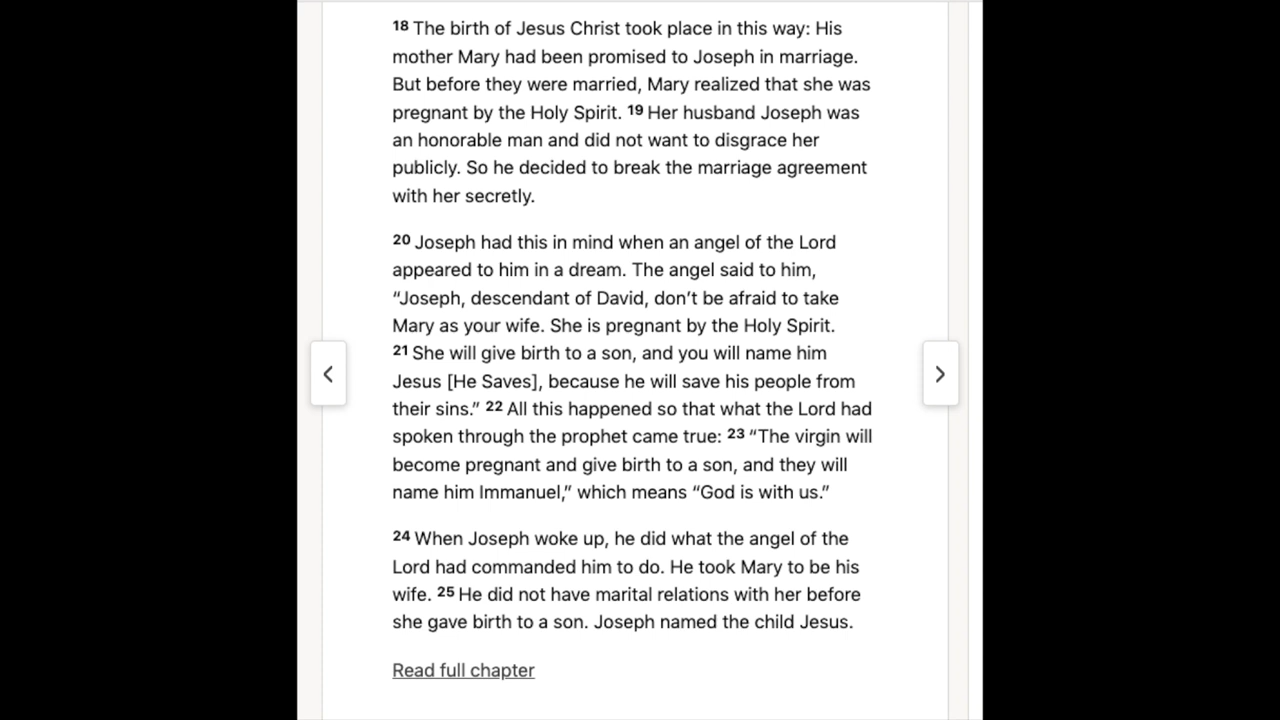 18 The birth of Jesus Christ took place in this way: His
mother Mary had been promised to Joseph in marriage.
But before they were married, Mary realized that she was
pregnant by the Holy Spirit. 19 Her husband Joseph was
an honorable man and did not want to disgrace her
publicly. So he decided to break the marriage agreement
with her secretly.
20 Joseph had this in mind when an angel of the Lord
appeared to him in a dream. The angel said to him,
“Joseph, descendant of David, don’t be afraid to take
Mary as your wife. She is pregnant by the Holy Spirit.
21 She will give birth to a son, and you will name him
Jesus [He Saves], because he will save his people from
their sins.” 22 All this happened so that what the Lord had
spoken through the prophet came true: 23 “The virgin will
become pregnant and give birth to a son, and they will
name him Immanuel,” which means “God is with us.”
24 When Joseph woke up, he did what the angel of the
Lord had commanded him to do. He took Mary to be his
wife. 25 He did not have marital relations with her before
she gave birth to a son. Joseph named the child Jesus.
Read full chapter